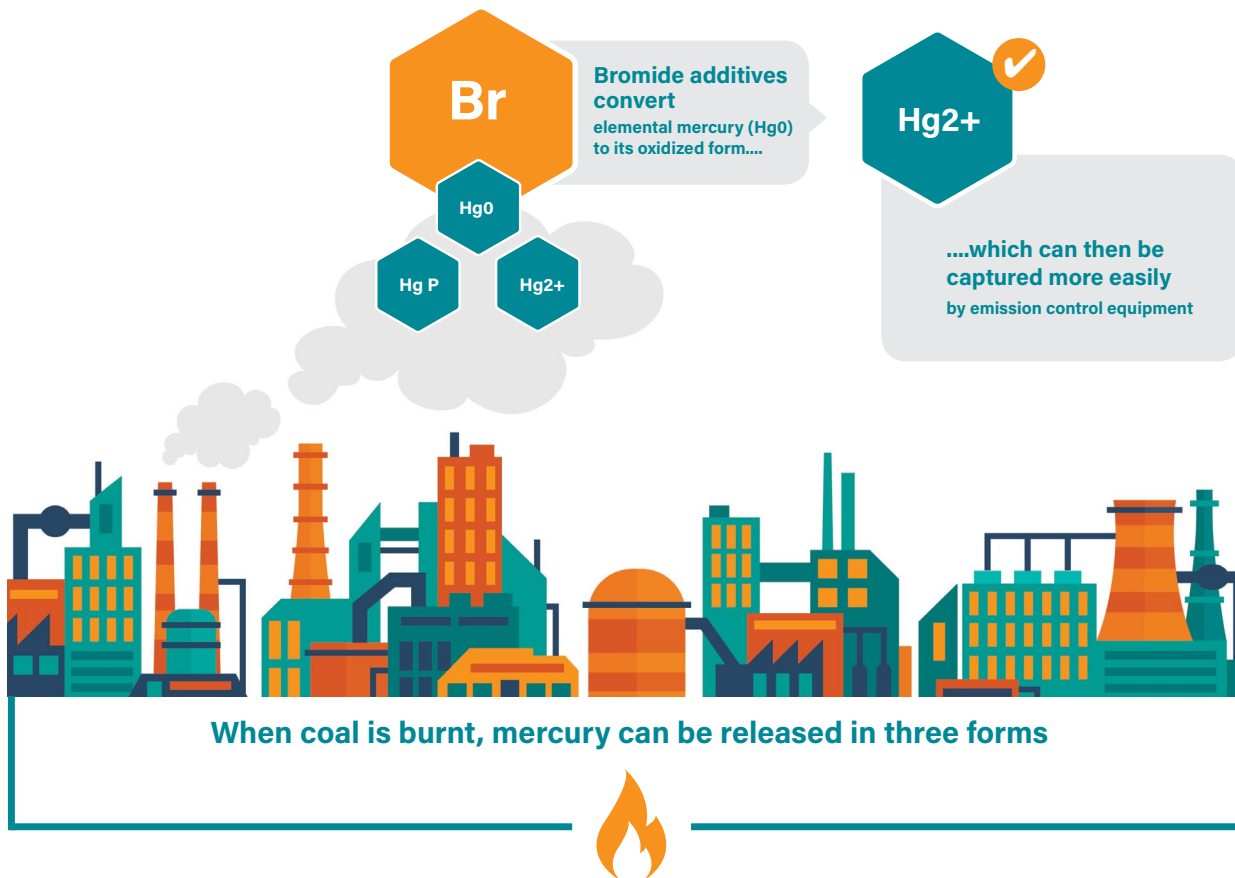 Br
Bromide additives
convert
elemental mercury (Hg0)
to its oxidized form....
Hg2+
Hg0
Hg P
Hg2+
....which can then be
captured more easily
by emission control equipment
When coal is burnt, mercury can be released in three forms